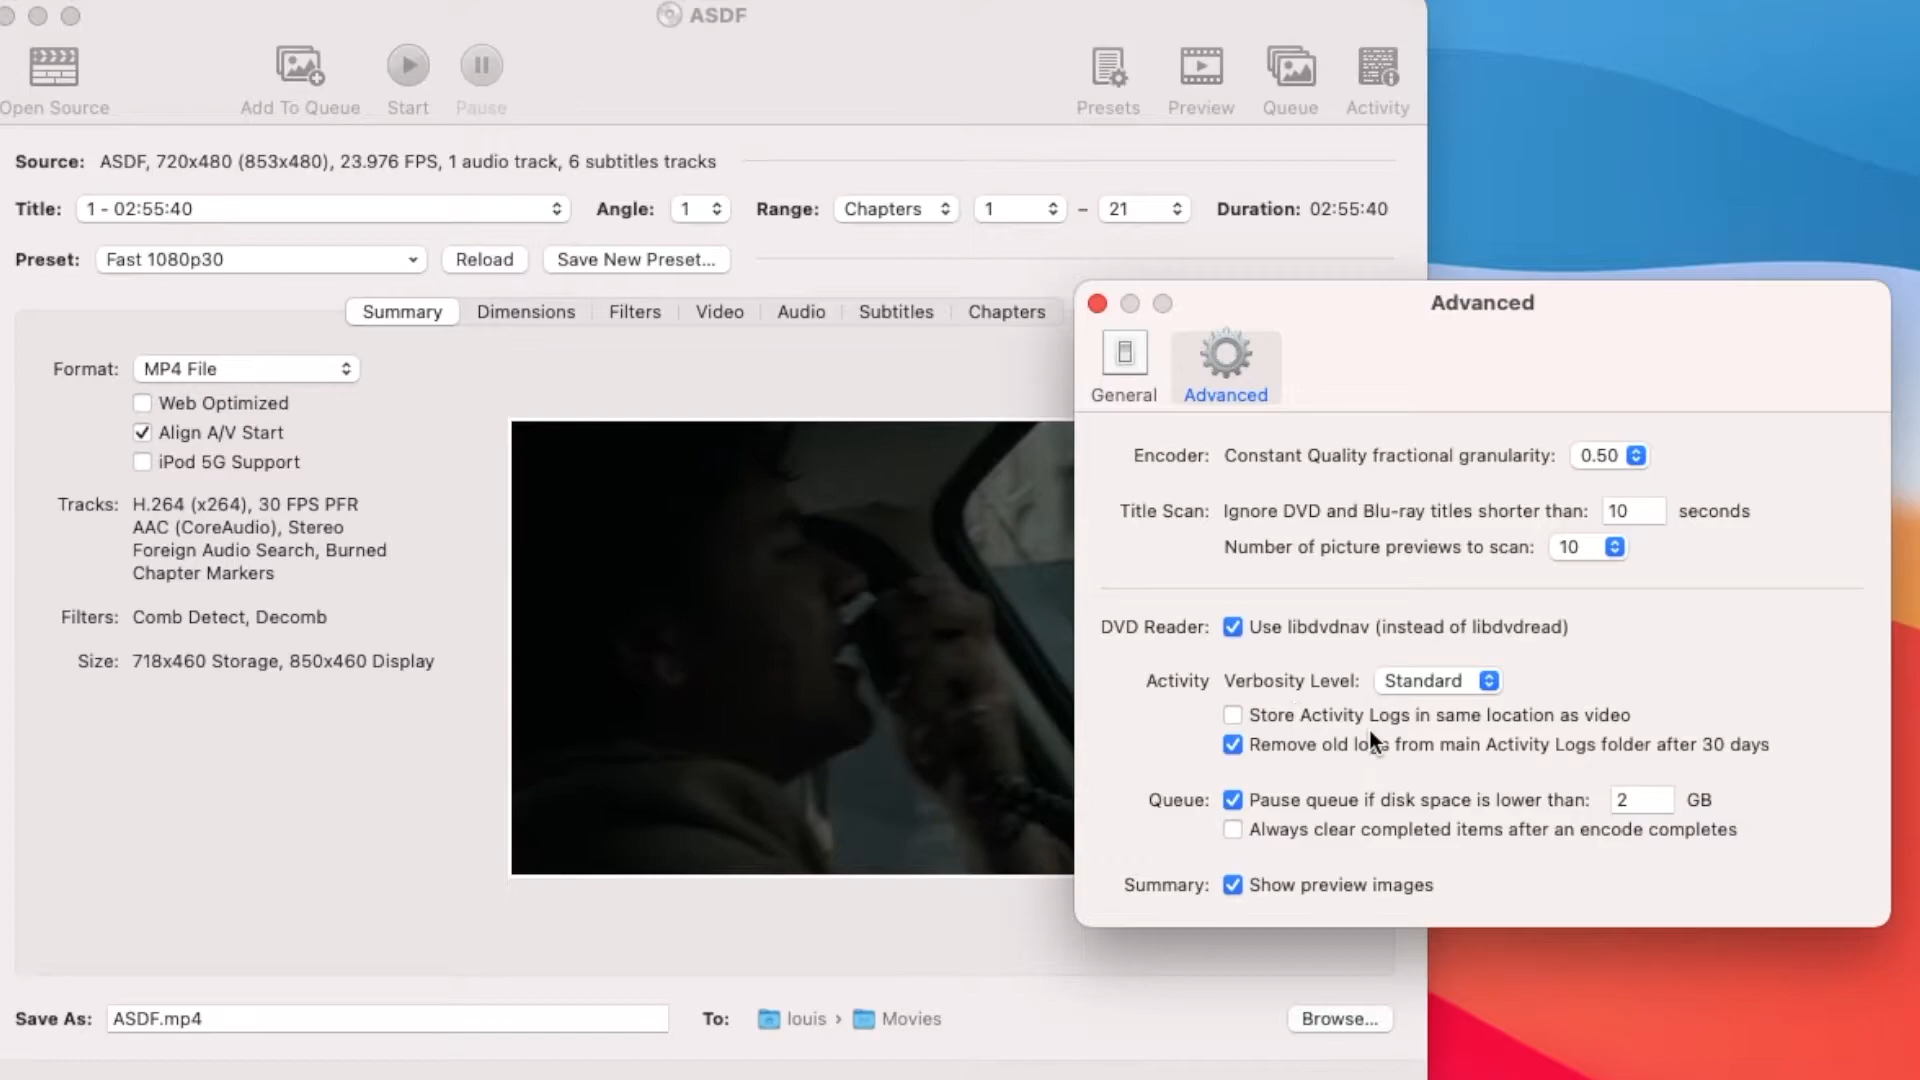 ASDF
Open Source
Add To Queue
Start
Pause
Presets
Preview
Queue
Activity
Source: ASDF, 720x480 (853x480), 23.976 FPS, 1 audio track, 6 subtitles tracks
Title: 1 - 02:55:40 Angle: 1 Range: Chapters 1 – 21 Duration: 02:55:40
Preset: Fast 1080p30 Reload Save New Preset...
Summary Dimensions Filters Video Audio Subtitles Chapters
Format: MP4 File
Web Optimized
Align A/V Start
iPod 5G Support
Tracks: H.264 (x264), 30 FPS PFR
AAC (CoreAudio), Stereo
Foreign Audio Search, Burned
Chapter Markers
Filters: Comb Detect, Decomb
Size: 718x460 Storage, 850x460 Display
Advanced
General Advanced
Encoder: Constant Quality fractional granularity: 0.50
Title Scan: Ignore DVD and Blu-ray titles shorter than: 10 seconds
Number of picture previews to scan: 10
DVD Reader: Use libdvdnav (instead of libdvdread)
Activity Verbosity Level: Standard
Store Activity Logs in same location as video
Remove old logs from main Activity Logs folder after 30 days
Queue: Pause queue if disk space is lower than: 2 GB
Always clear completed items after an encode completes
Summary: Show preview images
Save As: ASDF.mp4 To: louis › Movies Browse...